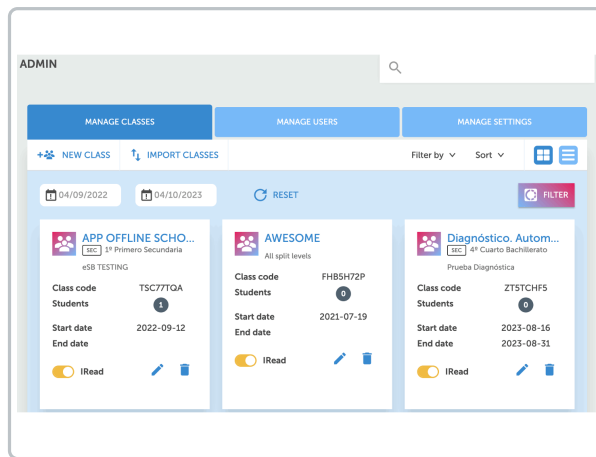 ADMIN
MANAGE CLASSES MANAGE USERS MANAGE SETTINGS
NEW CLASS IMPORT CLASSES Filter by Sort
04/09/2022 04/10/2023 RESET FILTER
APP OFFLINE SCHO...
SEC 1º Primero Secundaria
eSB TESTING
Class code TSC77TQA
Students 1
Start date 2022-09-12
End date
IRead
AWESOME
All split levels
Class code FHB5H72P
Students 0
Start date 2021-07-19
End date
IRead
Diagnóstico. Autom...
SEC 4º Cuarto Bachillerato
Prueba Diagnóstica
Class code ZT5TCHF5
Students 0
Start date 2023-08-16
End date 2023-08-31
IRead